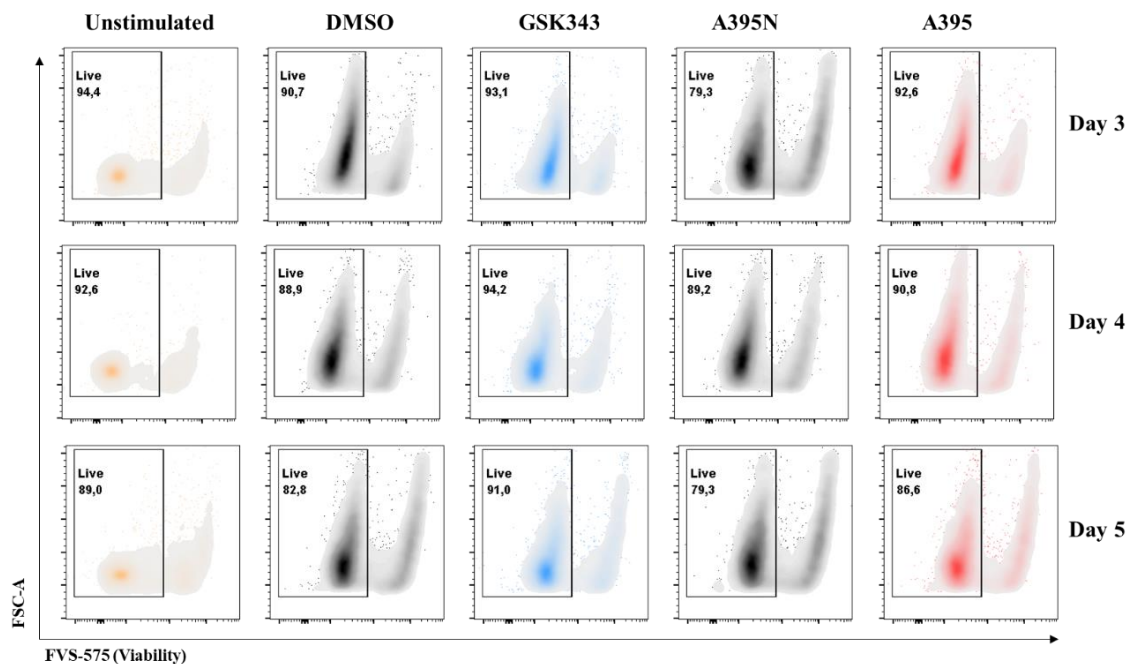 Unstimulated DMSO GSK343 A395N A395
Live Live Live Live Live
94,4 90,7 93,1 79,3 92,6
Day 3
Live Live Live Live Live
92,6 88,9 94,2 89,2 90,8
Day 4
Live Live Live Live Live
89,0 82,8 91,0 79,3 86,6
Day 5
FSC-A
FVS-575 (Viability)